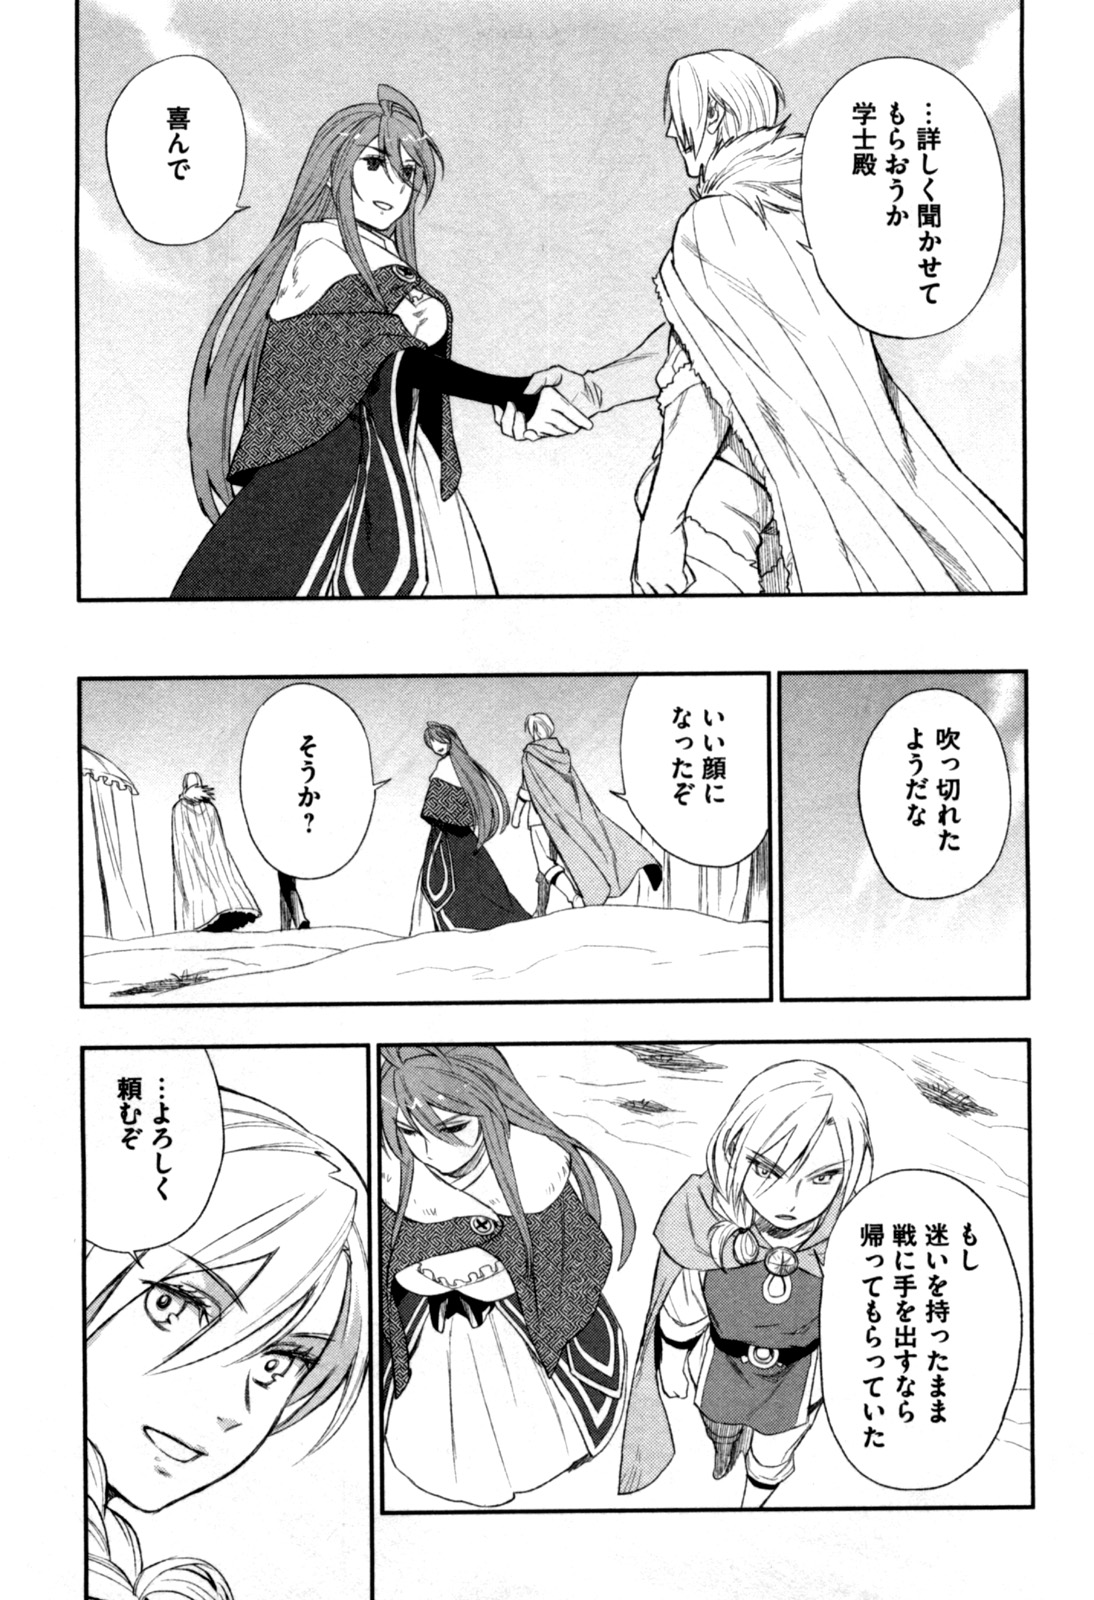 …詳しく聞かせて
もらおうか
学士殿
喜んで
吹っ切れた
ようだな
いい顔に
なったぞ
そうか？
もし
迷いを持ったまま
戦に手を出すなら
帰ってもらっていた
…よろしく
頼むぞ